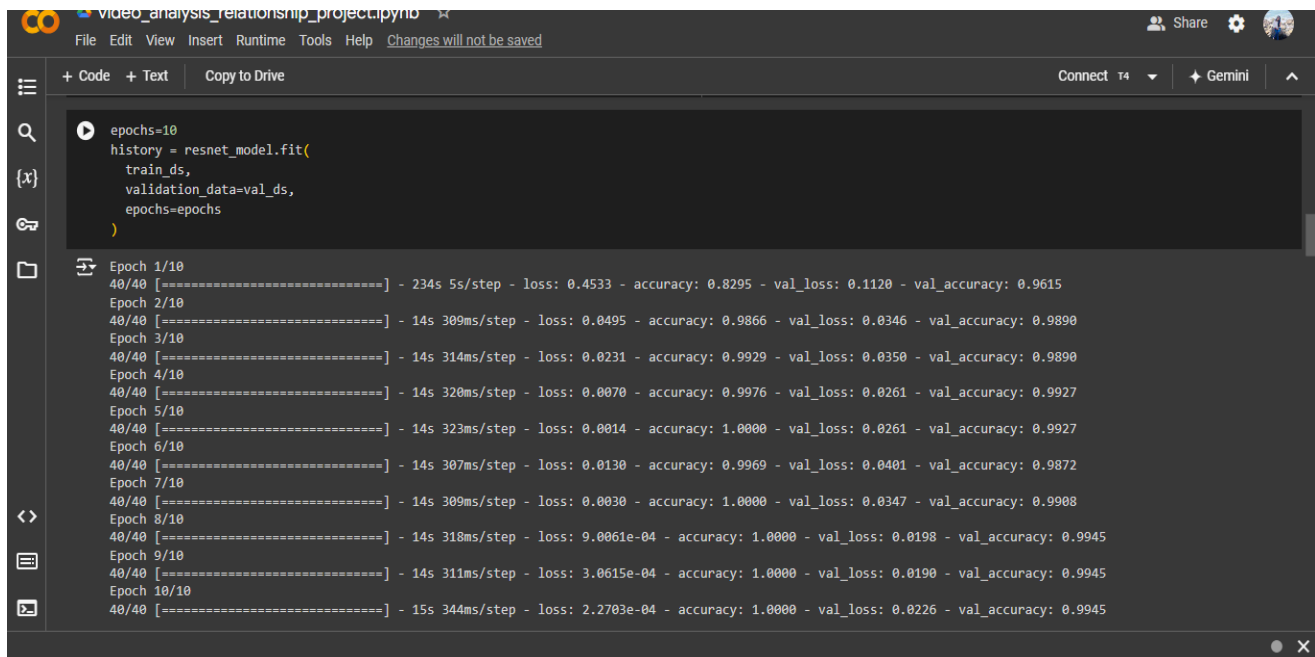 video_analysis_relationship_project.ipynb
Share
File Edit View Insert Runtime Tools Help Changes will not be saved
+ Code + Text Copy to Drive
Connect T4 Gemini
{x}
epochs=10
history = resnet_model.fit(
train_ds,
validation_data=val_ds,
epochs=epochs
)
Epoch 1/10
40/40 [==============================] - 234s 5s/step - loss: 0.4533 - accuracy: 0.8295 - val_loss: 0.1120 - val_accuracy: 0.9615
Epoch 2/10
40/40 [==============================] - 14s 309ms/step - loss: 0.0495 - accuracy: 0.9866 - val_loss: 0.0346 - val_accuracy: 0.9890
Epoch 3/10
40/40 [==============================] - 14s 314ms/step - loss: 0.0231 - accuracy: 0.9929 - val_loss: 0.0350 - val_accuracy: 0.9890
Epoch 4/10
40/40 [==============================] - 14s 320ms/step - loss: 0.0070 - accuracy: 0.9976 - val_loss: 0.0261 - val_accuracy: 0.9927
Epoch 5/10
40/40 [==============================] - 14s 323ms/step - loss: 0.0014 - accuracy: 1.0000 - val_loss: 0.0261 - val_accuracy: 0.9927
Epoch 6/10
40/40 [==============================] - 14s 307ms/step - loss: 0.0130 - accuracy: 0.9969 - val_loss: 0.0401 - val_accuracy: 0.9872
Epoch 7/10
40/40 [==============================] - 14s 309ms/step - loss: 0.0030 - accuracy: 1.0000 - val_loss: 0.0347 - val_accuracy: 0.9908
Epoch 8/10
40/40 [==============================] - 14s 318ms/step - loss: 9.0061e-04 - accuracy: 1.0000 - val_loss: 0.0198 - val_accuracy: 0.9945
Epoch 9/10
40/40 [==============================] - 14s 311ms/step - loss: 3.0615e-04 - accuracy: 1.0000 - val_loss: 0.0190 - val_accuracy: 0.9945
Epoch 10/10
40/40 [==============================] - 15s 344ms/step - loss: 2.2703e-04 - accuracy: 1.0000 - val_loss: 0.0226 - val_accuracy: 0.9945